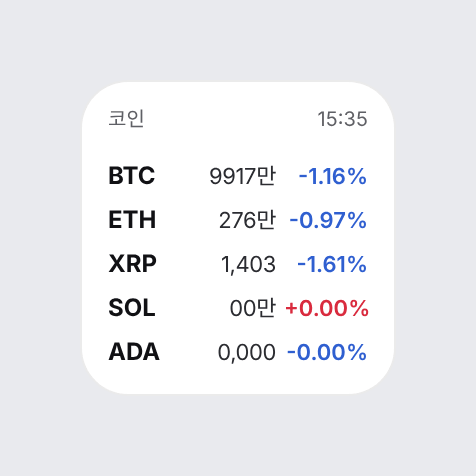 코인 15:35
BTC 9917만 -1.16%
ETH 276만 -0.97%
XRP 1,403 -1.61%
SOL 00만 +0.00%
ADA 0,000 -0.00%